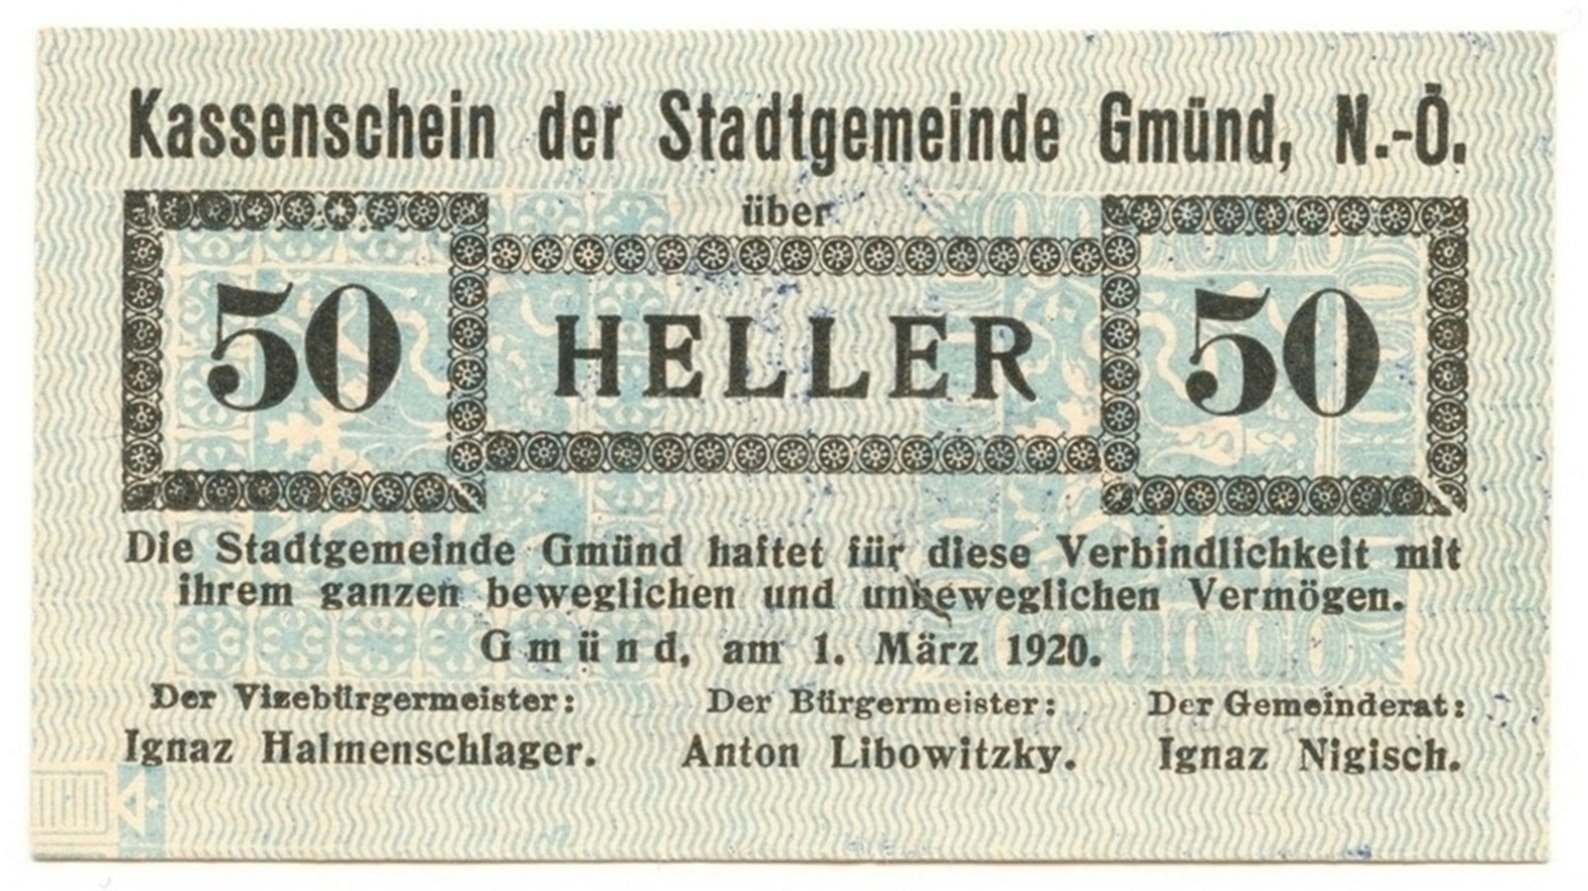 Kassenschein der Stadtgemeinde Gmünd, N.-Ö.
über
50 HELLER 50
Die Stadtgemeinde Gmünd haftet für diese Verbindlichkeit mit
ihrem ganzen beweglichen und unbeweglichen Vermögen.
Gmünd, am 1. März 1920.
Der Vizebürgermeister: Der Bürgermeister: Der Gemeinderat:
Ignaz Halmenschlager. Anton Libowitzky. Ignaz Nigisch.